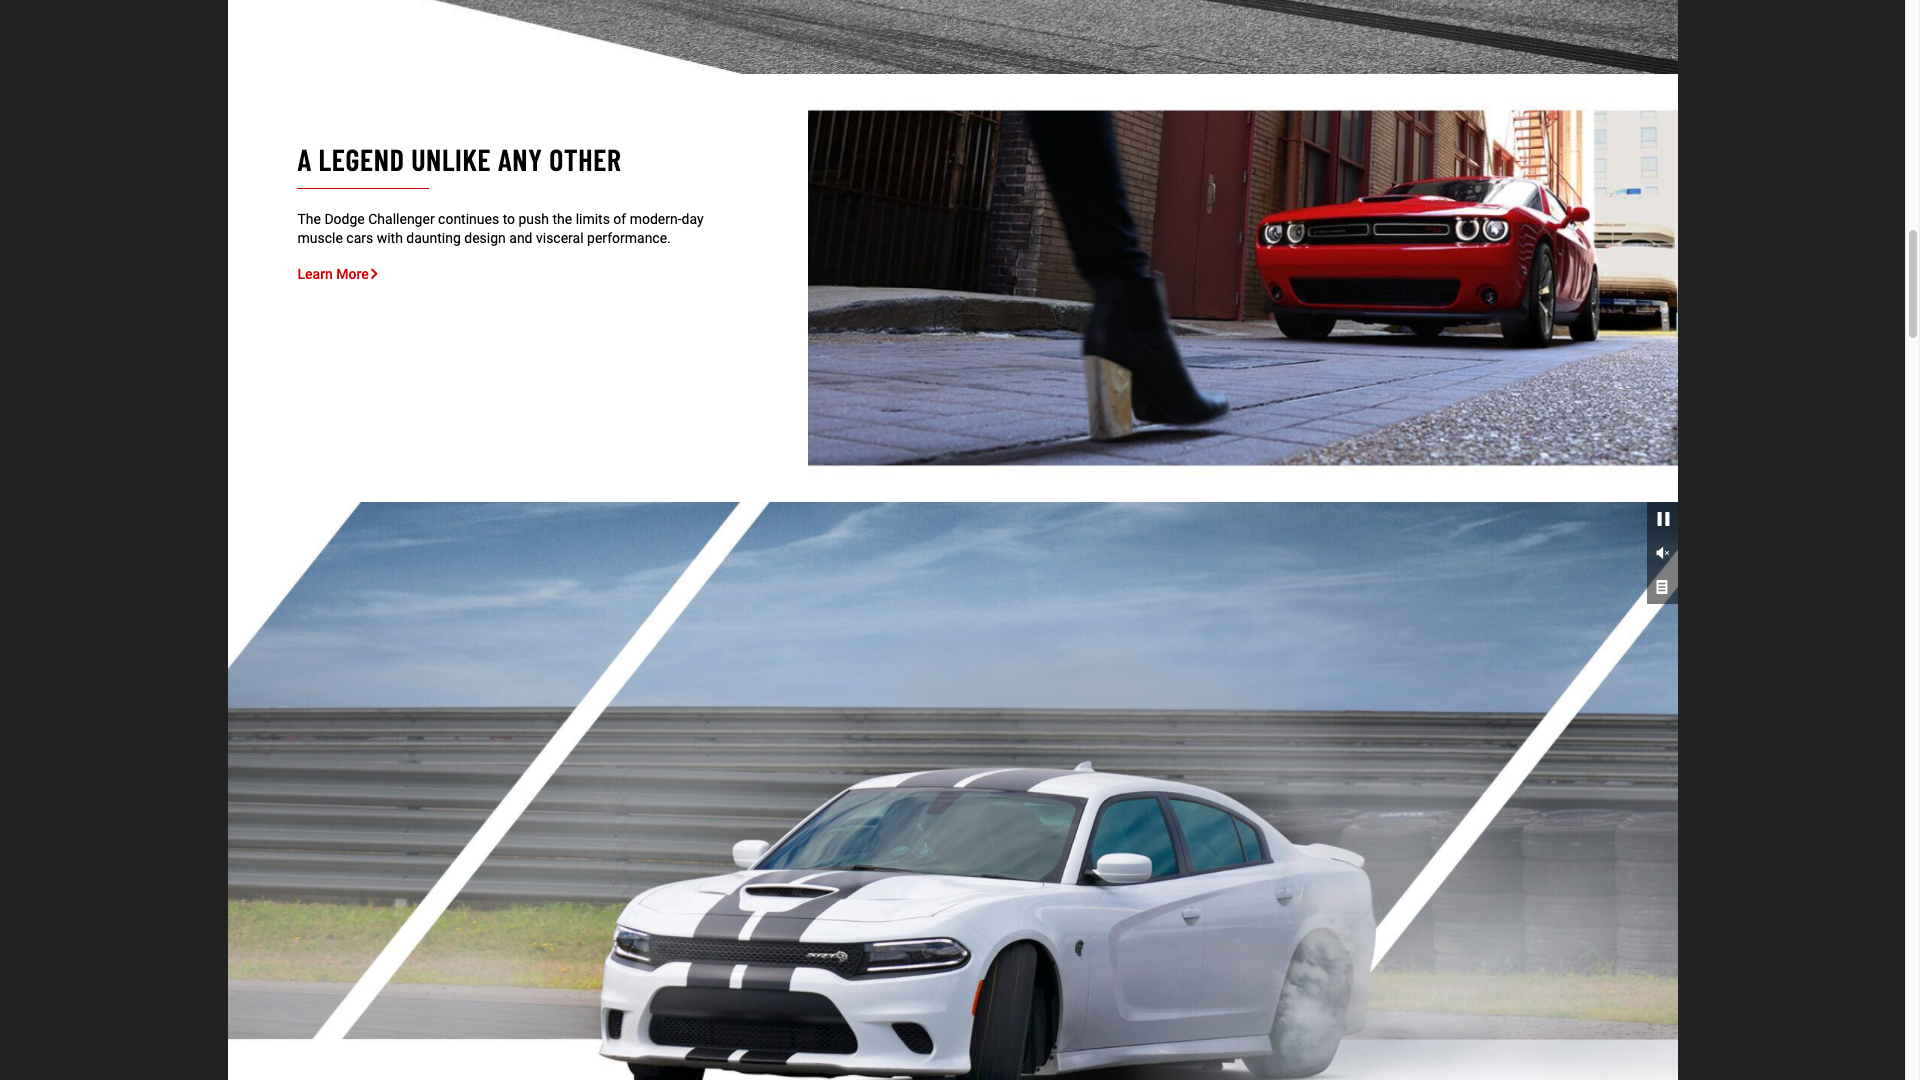 A LEGEND UNLIKE ANY OTHER
The Dodge Challenger continues to push the limits of modern-day
muscle cars with daunting design and visceral performance.
Learn More
SRT